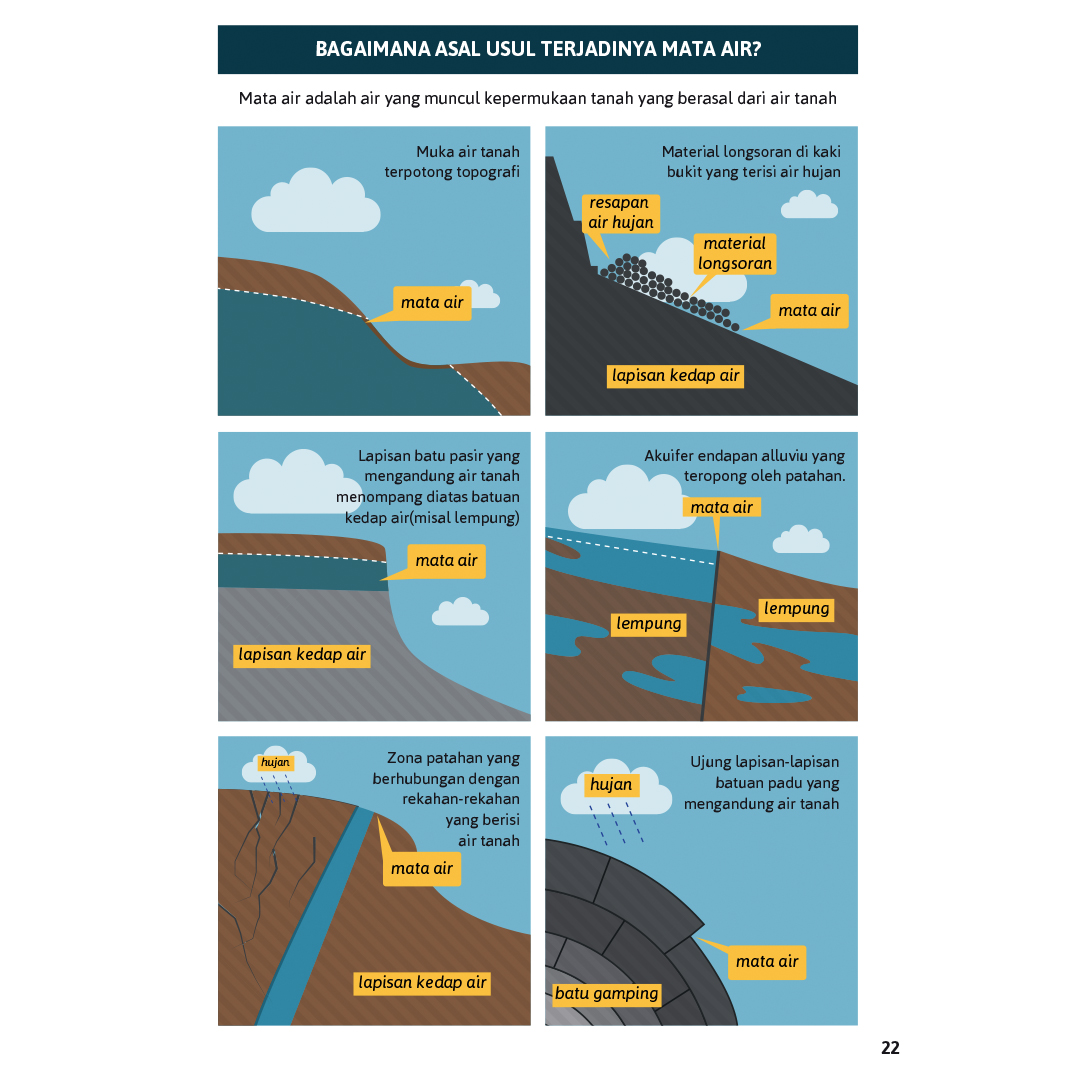 BAGAIMANA ASAL USUL TERJADINYA MATA AIR?
Mata air adalah air yang muncul kepermukaan tanah yang berasal dari air tanah
Muka air tanah
terpotong topografi
mata air
Material longsoran di kaki
bukit yang terisi air hujan
resapan
air hujan
material
longsoran
mata air
lapisan kedap air
Lapisan batu pasir yang
mengandung air tanah
menompang diatas batuan
kedap air(misal lempung)
mata air
lapisan kedap air
Akuifer endapan alluviu yang
teropong oleh patahan.
mata air
lempung
lempung
hujan
Zona patahan yang
berhubungan dengan
rekahan-rekahan
yang berisi
air tanah
mata air
lapisan kedap air
Ujung lapisan-lapisan
batuan padu yang
mengandung air tanah
hujan
mata air
batu gamping
22